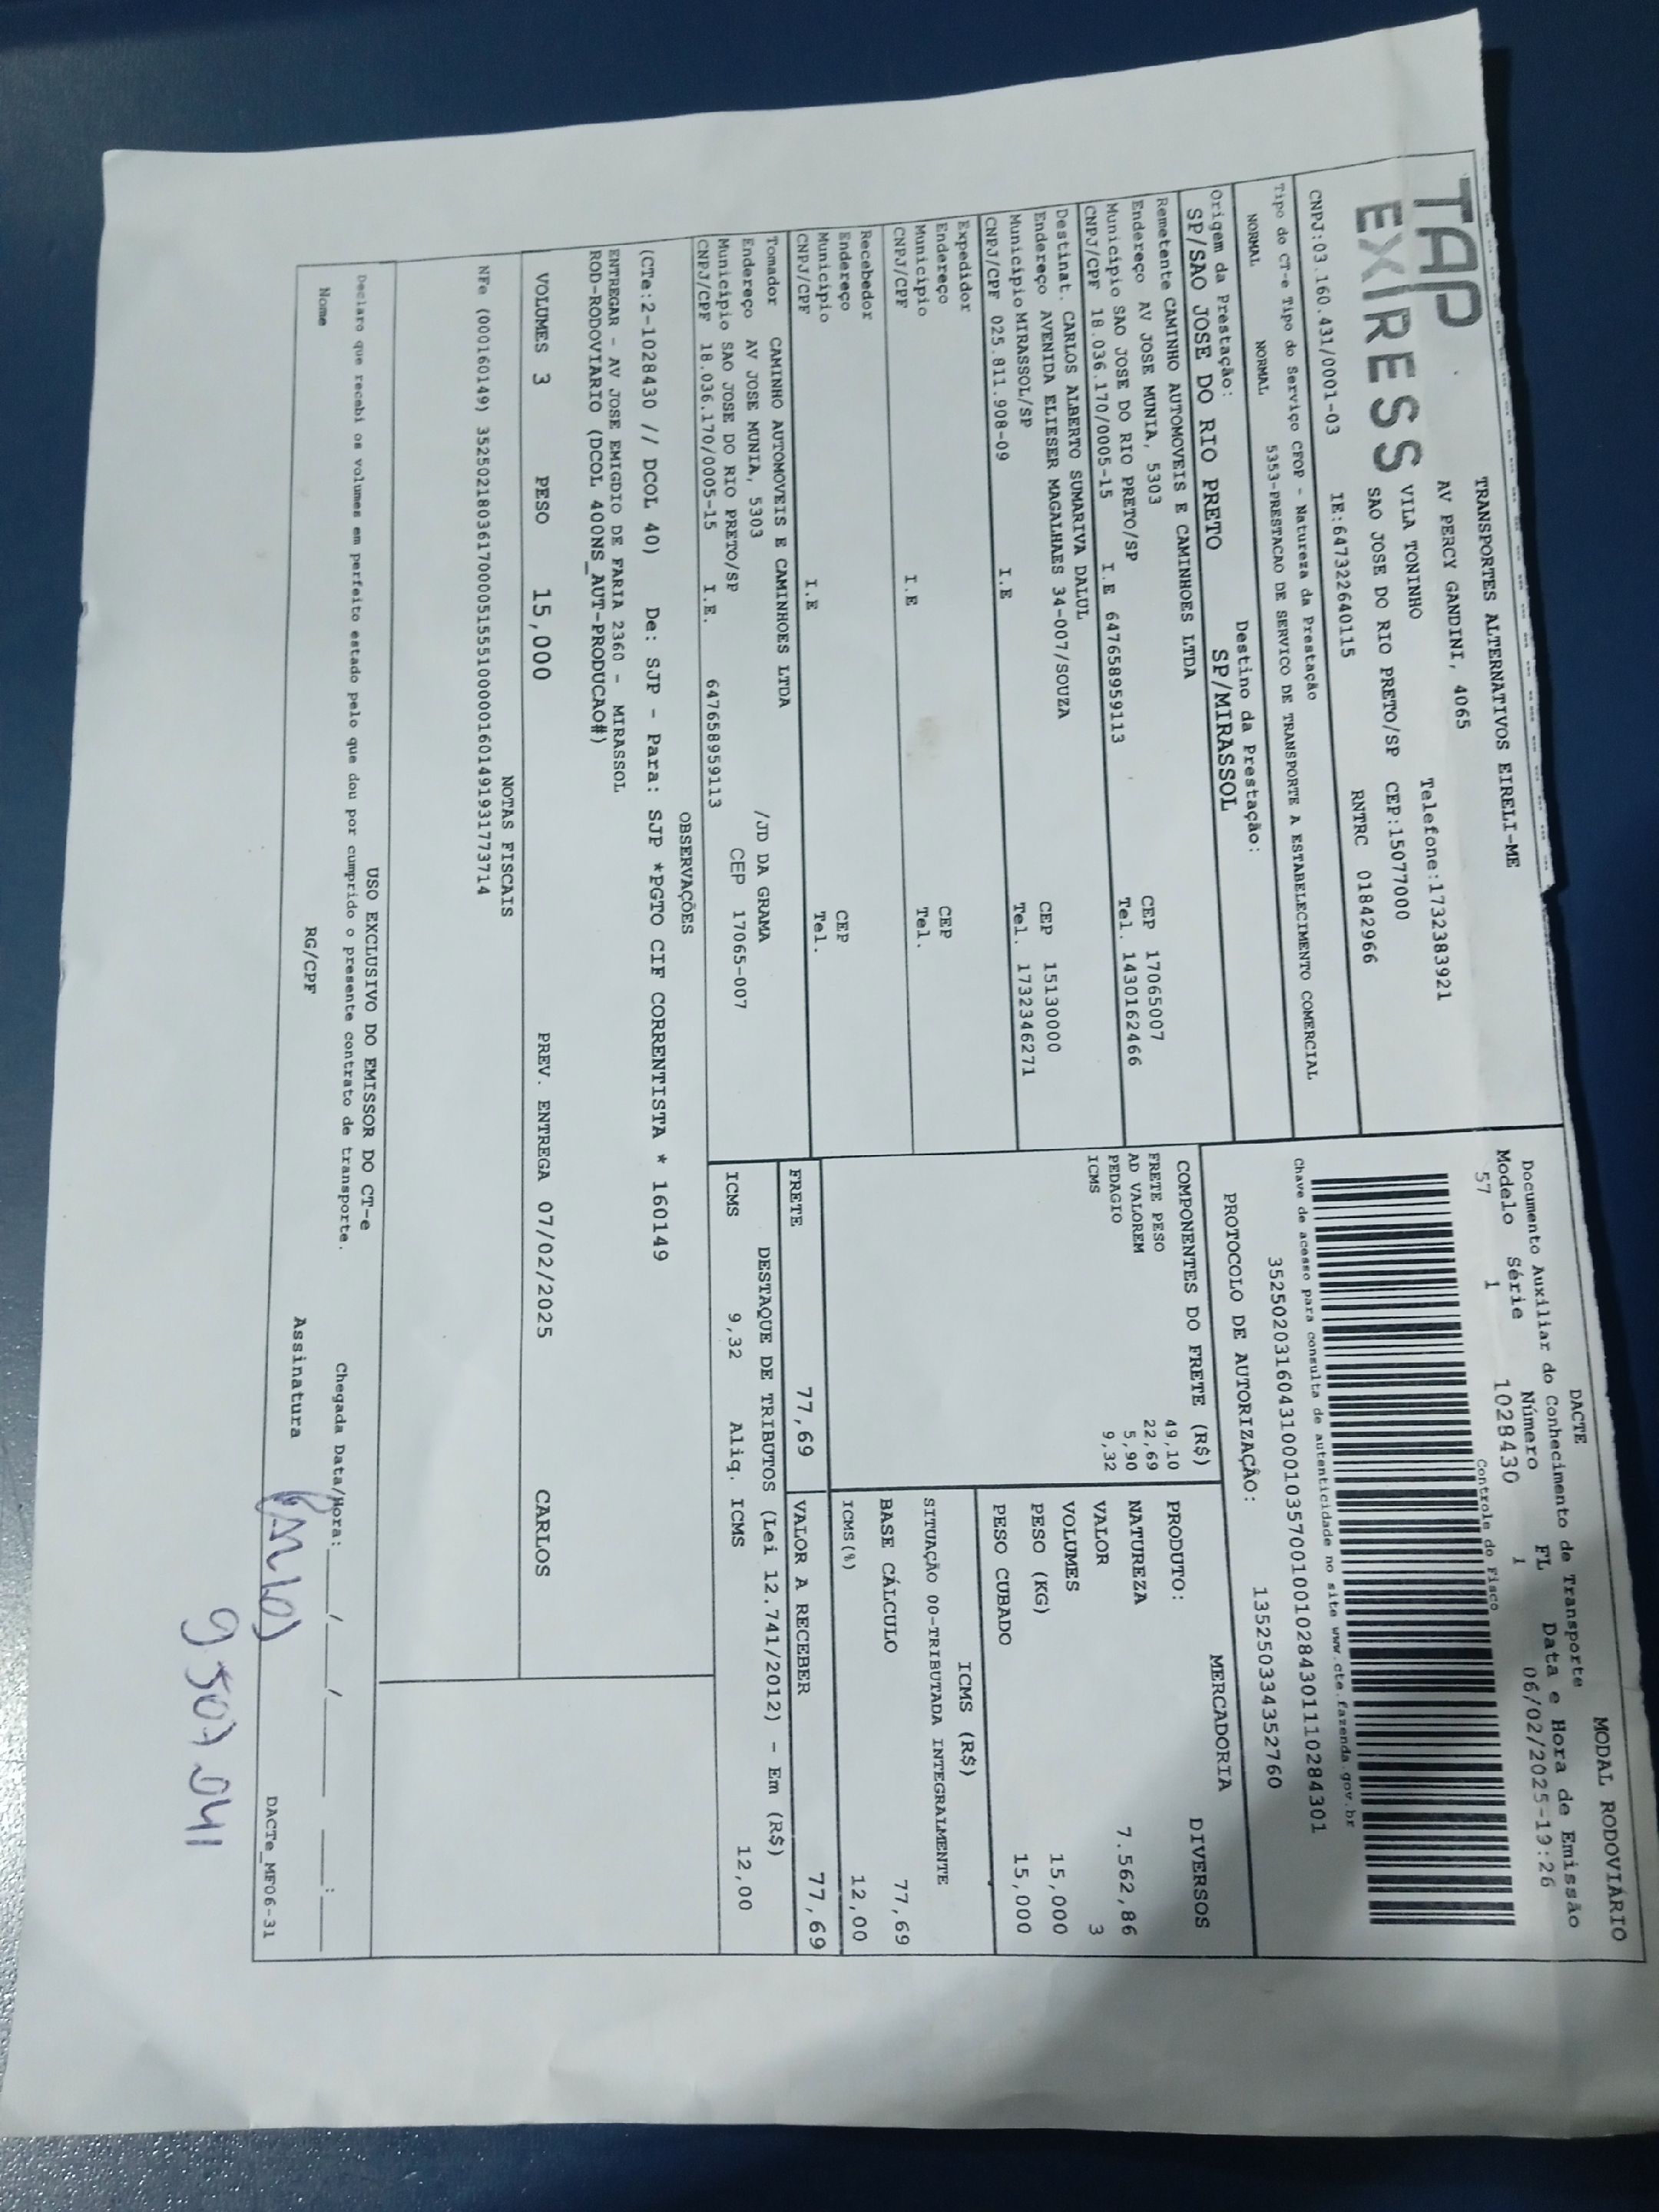 TAP
EXPRESS
TRANSPORTES ALTERNATIVOS EIRELI-ME
AV PERCY GANDINI, 4065
VILA TONINHO Telefone:1732383921
SAO JOSE DO RIO PRETO/SP CEP:15077000
CNPJ:03.160.431/0001-03 IE:647322640115 RNTRC 01842966
Tipo do CT-e Tipo do Serviço CFOP - Natureza da Prestação
NORMAL NORMAL 5353-PRESTACAO DE SERVICO DE TRANSPORTE A ESTABELECIMENTO COMERCIAL
Origem da Prestação: Destino da Prestação:
SP/SAO JOSE DO RIO PRETO SP/MIRASSOL
Remetente CAMINHO AUTOMOVEIS E CAMINHOES LTDA
Endereço AV JOSE MUNIA, 5303 CEP 17065007
Município SAO JOSE DO RIO PRETO/SP Tel. 1430162466
CNPJ/CPF 18.036.170/0005-15 I.E 647658959113
Destinat. CARLOS ALBERTO SUMARIVA DALUL
Endereço AVENIDA ELIESER MAGALHAES 34-007/SOUZA CEP 15130000
Município MIRASSOL/SP Tel. 1732346271
CNPJ/CPF 025.811.908-09 I.E
Expedidor
Endereço CEP
Município Tel.
CNPJ/CPF I.E
Recebedor
Endereço CEP
Município Tel.
CNPJ/CPF I.E
Tomador CAMINHO AUTOMOVEIS E CAMINHOES LTDA
Endereço AV JOSE MUNIA, 5303 /JD DA GRAMA
Município SAO JOSE DO RIO PRETO/SP CEP 17065-007
CNPJ/CPF 18.036.170/0005-15 I.E. 647658959113
MODAL RODOVIÁRIO
DACTE
Documento Auxiliar do Conhecimento de Transporte
Modelo Série Número FL Data e Hora de Emissão
57 1 1028430 1 06/02/2025-19:26
Controle do Fisco
Chave de acesso para consulta de autenticidade no site www.cte.fazenda.gov.br
35250203160431000103570010010284301110284301
PROTOCOLO DE AUTORIZAÇÃO: 135250334352760
COMPONENTES DO FRETE (R$)
FRETE PESO 49,10
AD VALOREM 22,69
PEDAGIO 5,90
ICMS 9,32
MERCADORIA
PRODUTO: DIVERSOS
NATUREZA
VALOR 7.562,86
VOLUMES 3
PESO (KG) 15,000
PESO CUBADO 15,000
ICMS (R$)
SITUAÇÃO 00-TRIBUTADA INTEGRALMENTE
BASE CÁLCULO 77,69
ICMS(%) 12,00
FRETE 77,69 VALOR A RECEBER 77,69
DESTAQUE DE TRIBUTOS (Lei 12.741/2012) - Em (R$)
ICMS 9,32 Aliq. ICMS 12,00
OBSERVAÇÕES
(CTe:2-1028430 // DCOL 40) De: SJP - Para: SJP *PGTO CIF CORRENTISTA * 160149
ENTREGAR - AV JOSE EMIGDIO DE FARIA 2360 - MIRASSOL
ROD-RODOVIARIO (DCOL 400NS_AUT-PRODUCAO#)
VOLUMES 3 PESO 15,000 PREV. ENTREGA 07/02/2025 CARLOS
NOTAS FISCAIS
NFe (000160149) 35250218036170000515551000001601491931773714
USO EXCLUSIVO DO EMISSOR DO CT-e
Declaro que recebi os volumes em perfeito estado pelo que dou por cumprido o presente contrato de transporte. Chegada Data/Hora:____/____/______ ____:____
Nome RG/CPF Assinatura
DACTe_MF06-31
9507041